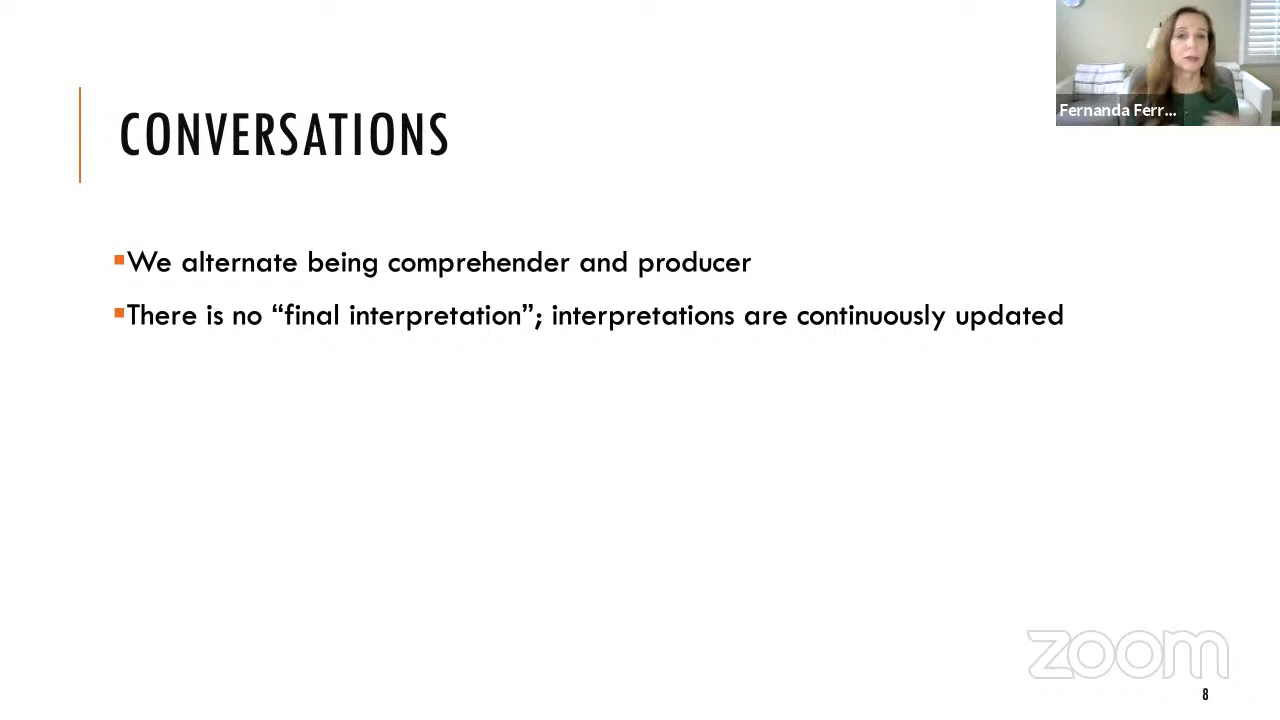 Fernanda Ferr...
CONVERSATIONS
▪We alternate being comprehender and producer
▪There is no “final interpretation”; interpretations are continuously updated
zoom
8